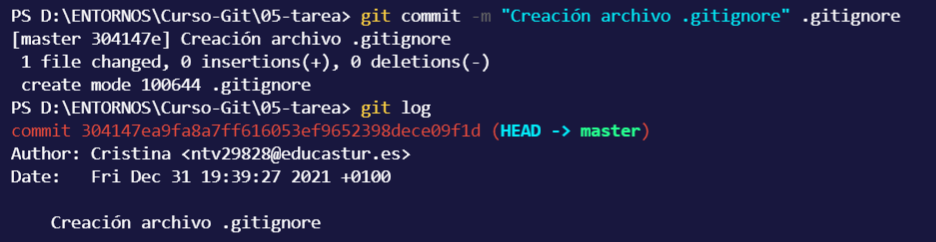 PS D:\ENTORNOS\Curso-Git\05-tarea> git commit -m "Creación archivo .gitignore" .gitignore
[master 304147e] Creación archivo .gitignore
 1 file changed, 0 insertions(+), 0 deletions(-)
 create mode 100644 .gitignore
PS D:\ENTORNOS\Curso-Git\05-tarea> git log
commit 304147ea9fa8a7ff616053ef9652398dece09f1d (HEAD -> master)
Author: Cristina <ntv29828@educastur.es>
Date:   Fri Dec 31 19:39:27 2021 +0100

    Creación archivo .gitignore